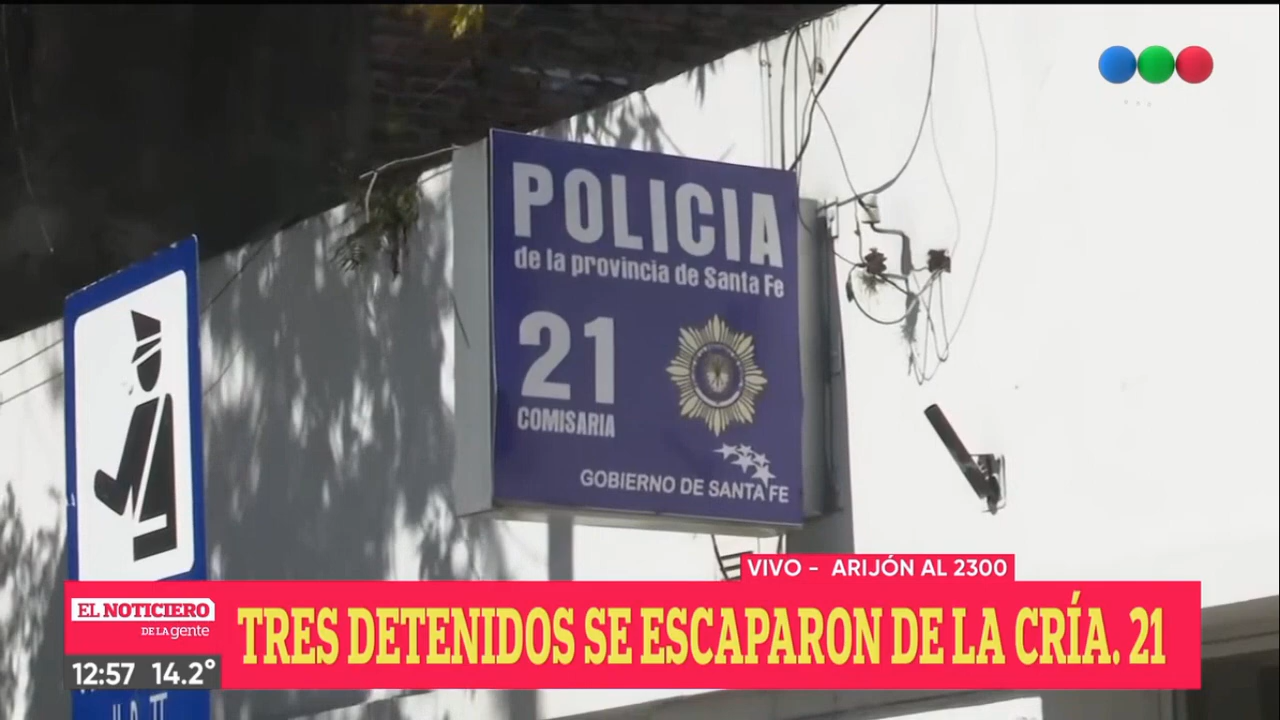 POLICIA
de la provincia de Santa Fe
21
COMISARIA
GOBIERNO DE SANTA FE
VIVO - ARIJÓN AL 2300
EL NOTICIERO
DE LA gente
TRES DETENIDOS SE ESCAPARON DE LA CRÍA. 21
12:57 14.2°